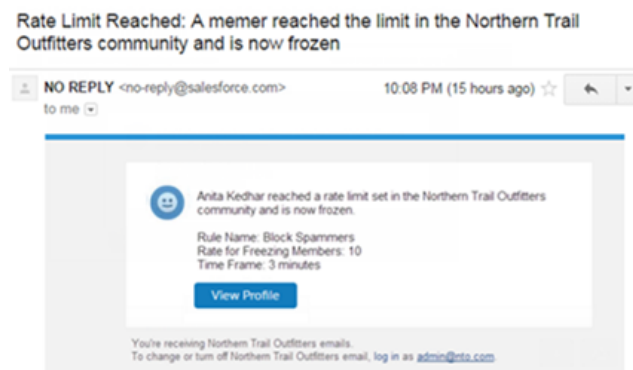 Rate Limit Reached: A memer reached the limit in the Northern Trail
Outfitters community and is now frozen
NO REPLY <no-reply@salesforce.com>
10:08 PM (15 hours ago)
to me
Anita Kedhar reached a rate limit set in the Northern Trail Outfitters
community and is now frozen.
Rule Name: Block Spammers
Rate for Freezing Members: 10
Time Frame: 3 minutes
View Profile
You're receiving Northern Trail Outfitters emails.
To change or turn off Northern Trail Outfitters email, log in as admin@nto.com.